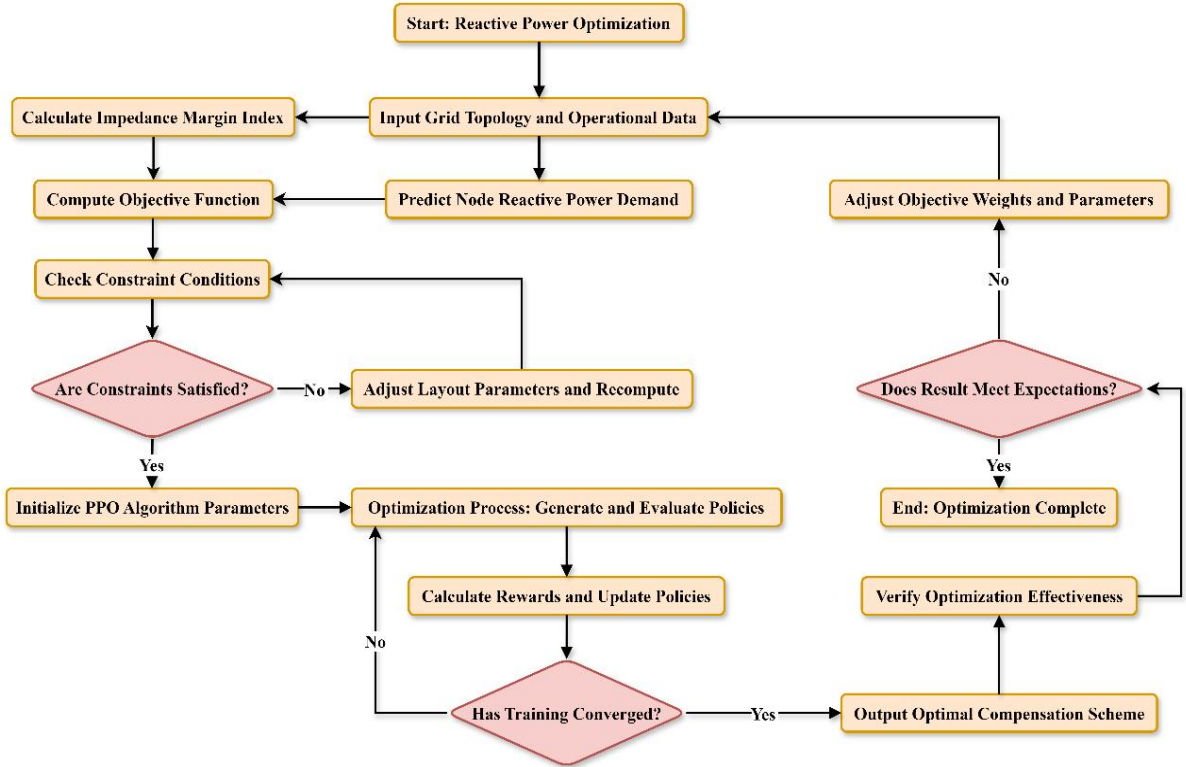 Start: Reactive Power Optimization
Calculate Impedance Margin Index
Input Grid Topology and Operational Data
Compute Objective Function
Predict Node Reactive Power Demand
Adjust Objective Weights and Parameters
Check Constraint Conditions
No
Are Constraints Satisfied?
No
Adjust Layout Parameters and Recompute
Does Result Meet Expectations?
Yes
Yes
Initialize PPO Algorithm Parameters
Optimization Process: Generate and Evaluate Policies
End: Optimization Complete
Calculate Rewards and Update Policies
Verify Optimization Effectiveness
No
Has Training Converged?
Yes
Output Optimal Compensation Scheme